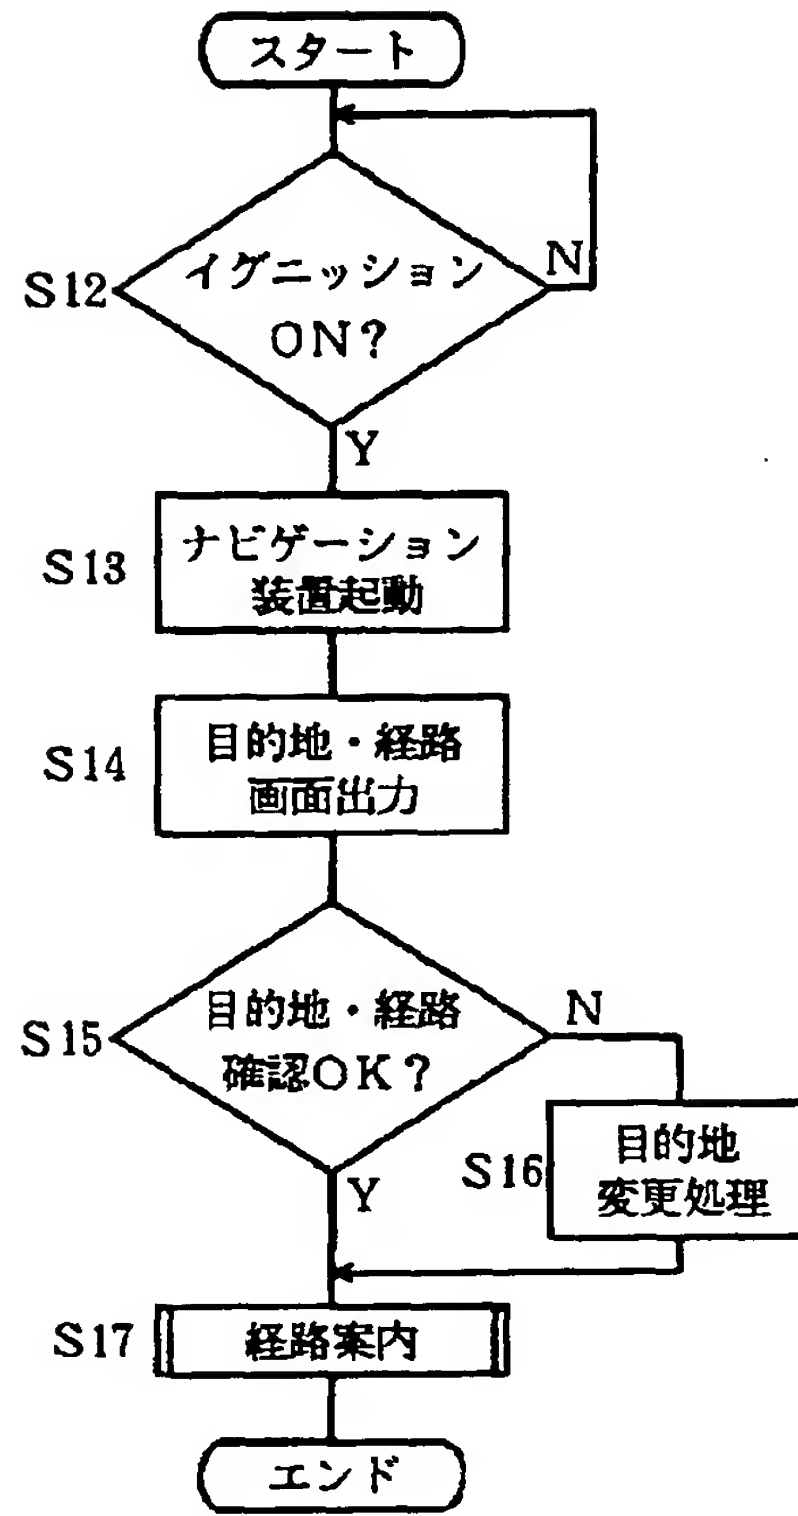 スタート
S12
イグニッション
ON?
N
Y
S13
ナビゲーション
装置起動
S14
目的地・経路
画面出力
S15
目的地・経路
確認OK?
N
Y
S16
目的地
変更処理
S17
経路案内
エンド